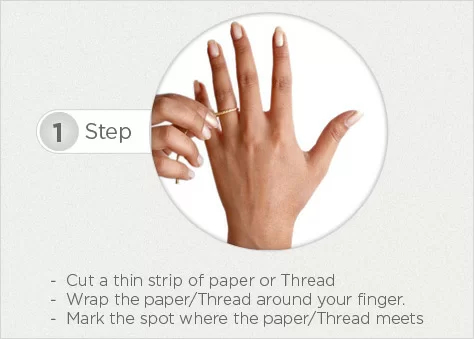 1 Step
- Cut a thin strip of paper or Thread
- Wrap the paper/Thread around your finger.
- Mark the spot where the paper/Thread meets